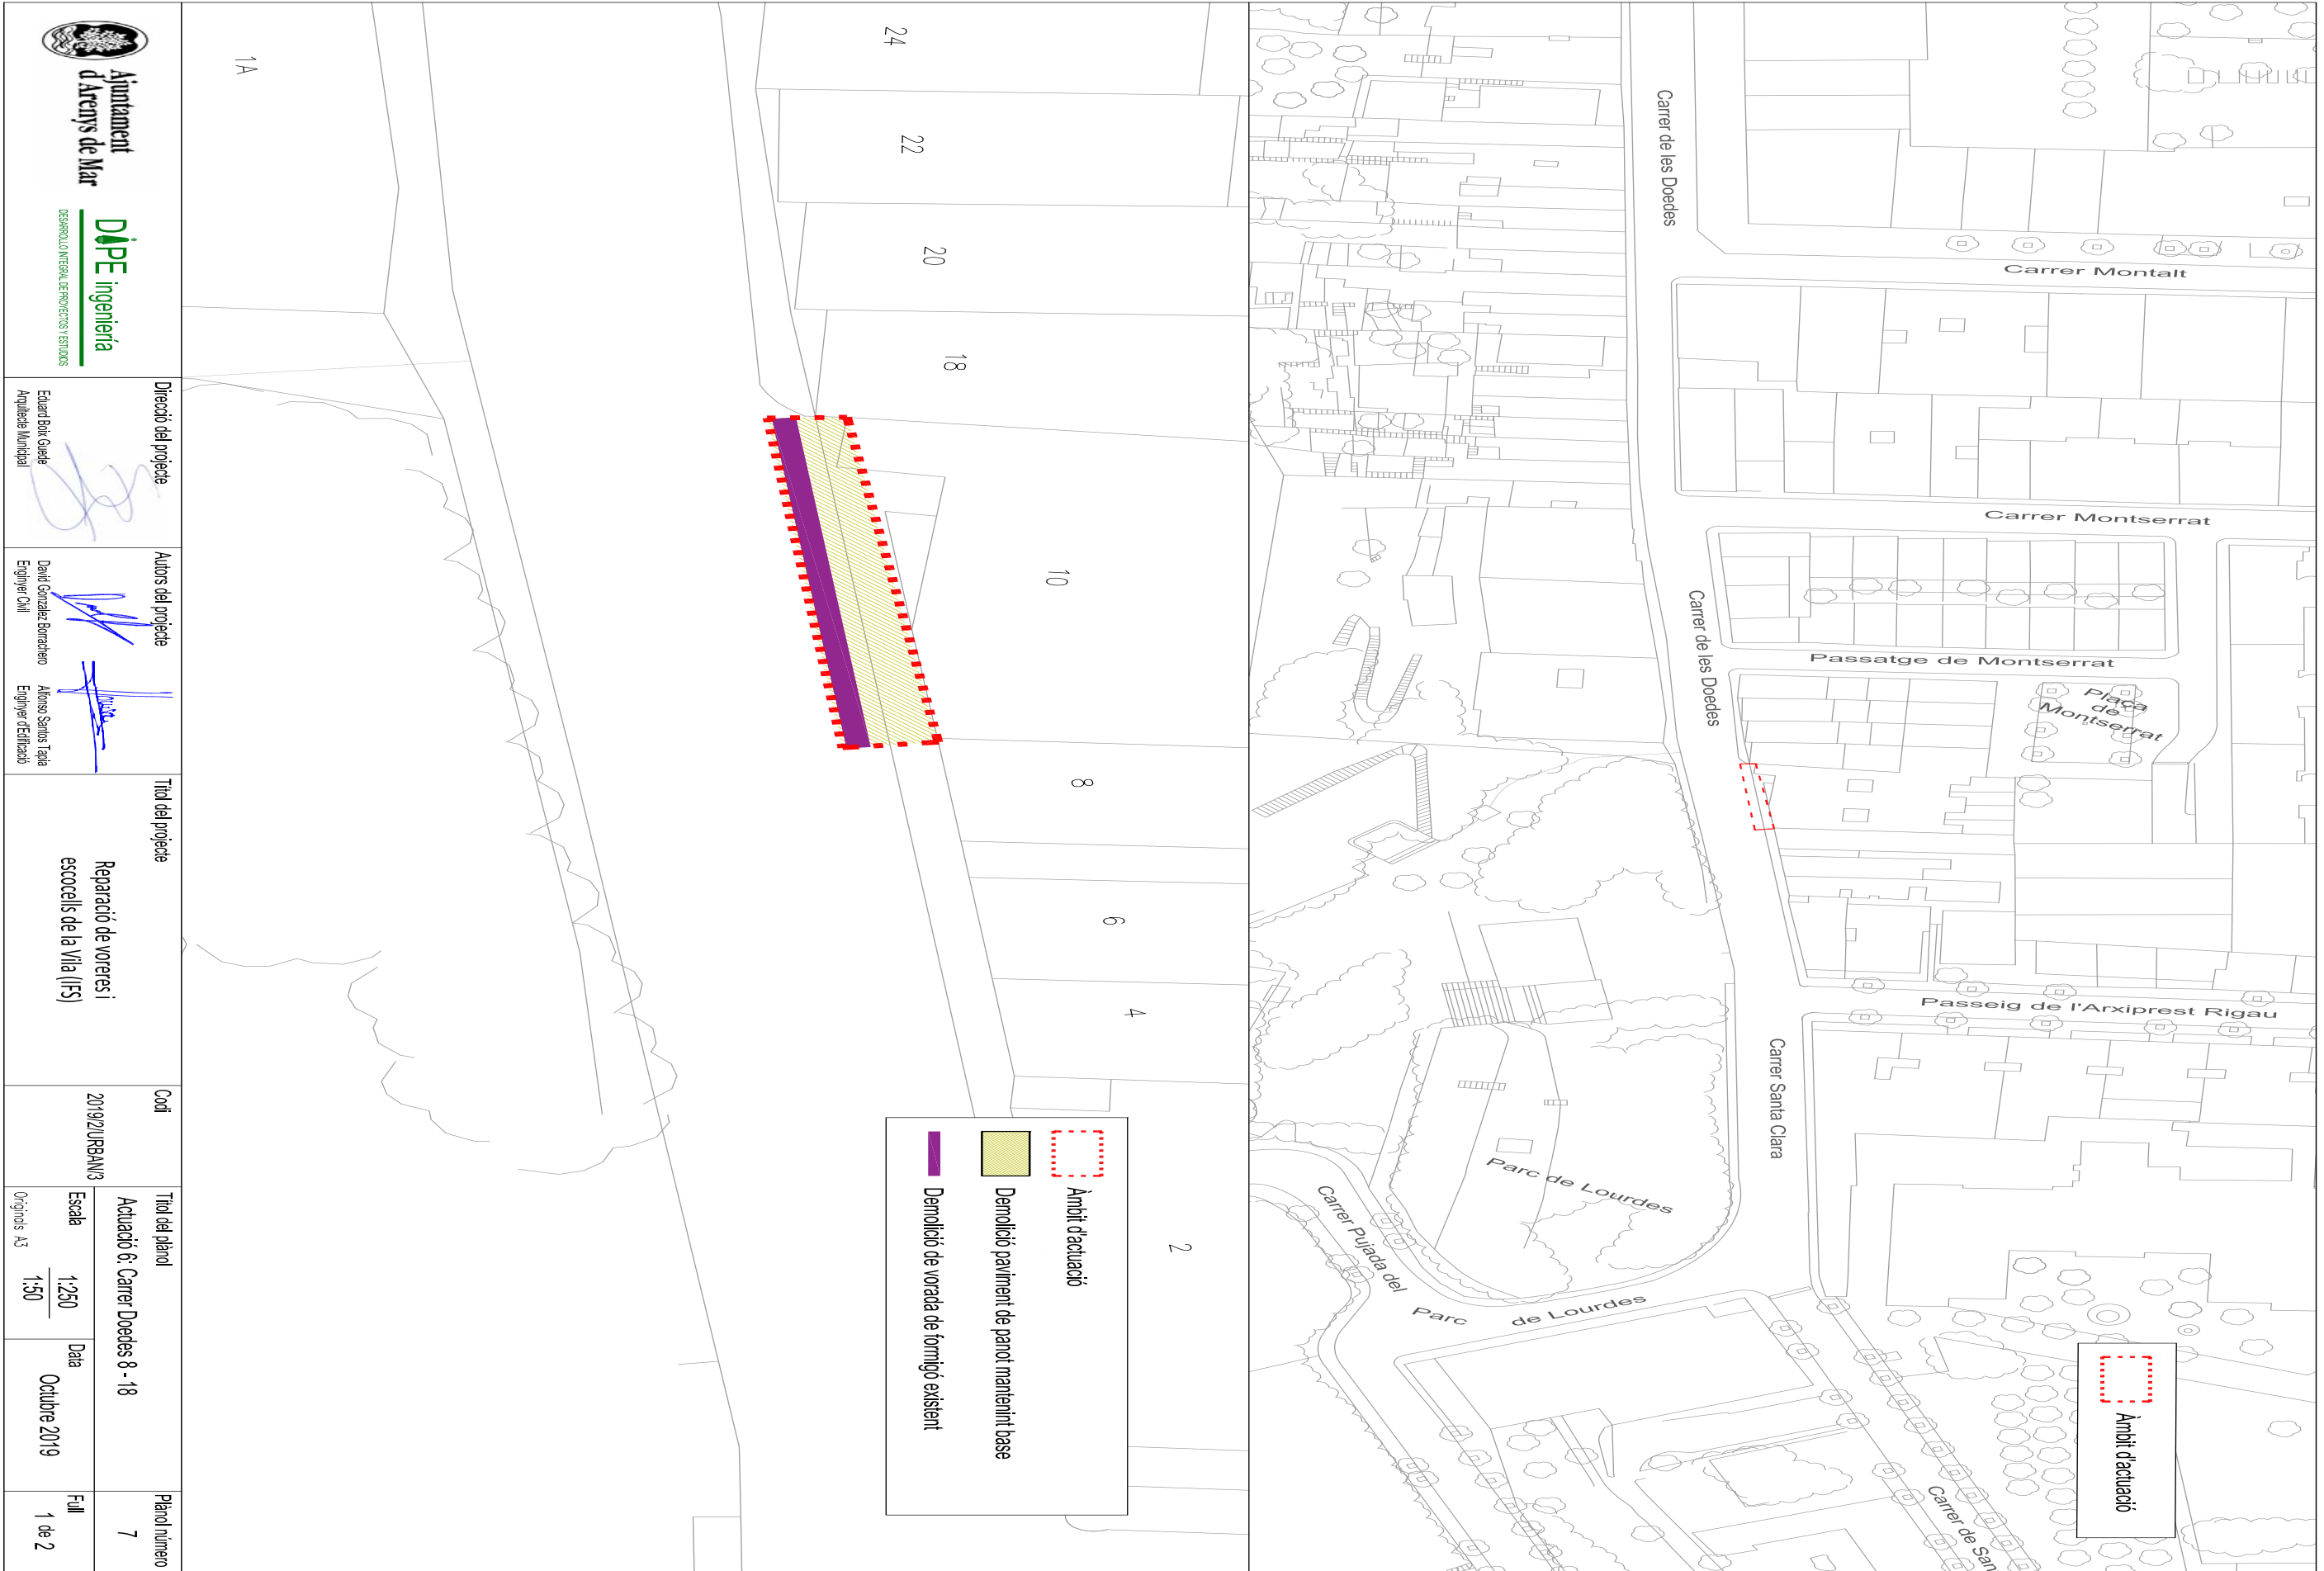 Carrer de les Doedes
Carrer Montalt
Carrer Montserrat
Carrer de les Doedes
Passatge de Montserrat
Plaça
de
Montserrat
Passeig de l'Arxiprest Rigau
Carrer Santa Clara
Parc de Lourdes
Carrer Pujada del
Parc
de Lourdes
Carrer de San
Àmbit d'actuació
24
22
20
18
10
8
6
4
2
1A
Àmbit d'actuació
Demolició paviment de panot mantenint base
Demolició de vorada de formigó existent
Ajuntament
d'Arenys de Mar
DIPE ingeniería
DESARROLLO INTEGRAL DE PROYECTOS Y ESTUDIOS
Direcció del projecte
Eduard Boix Guede
Arquitecte Municipal
Autors del projecte
David Gonzalez Borrachero
Enginyer Civil
Alfonso Santos Tapia
Enginyer d'Edificació
Títol del projecte
Reparació de voreres i
escocells de la Vila (IFS)
Codi
2019/2/URBAN/3
Títol del plànol
Actuació 6: Carrer Doedes 8 - 18
Plànol número
7
Escala
1:250
1:50
Originals A3
Data
Octubre 2019
Full
1 de 2